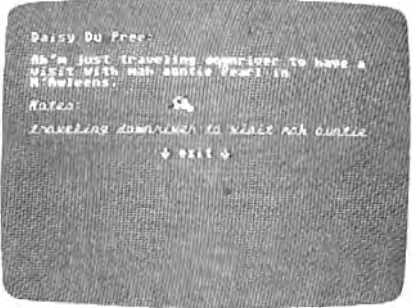 Daisy Du Pree:
Ah'm just traveling downriver to have a
visit with mah auntie Pearl in
N'Awleens.
Notes:
traveling downriver to visit mah auntie
↓ exit ↓